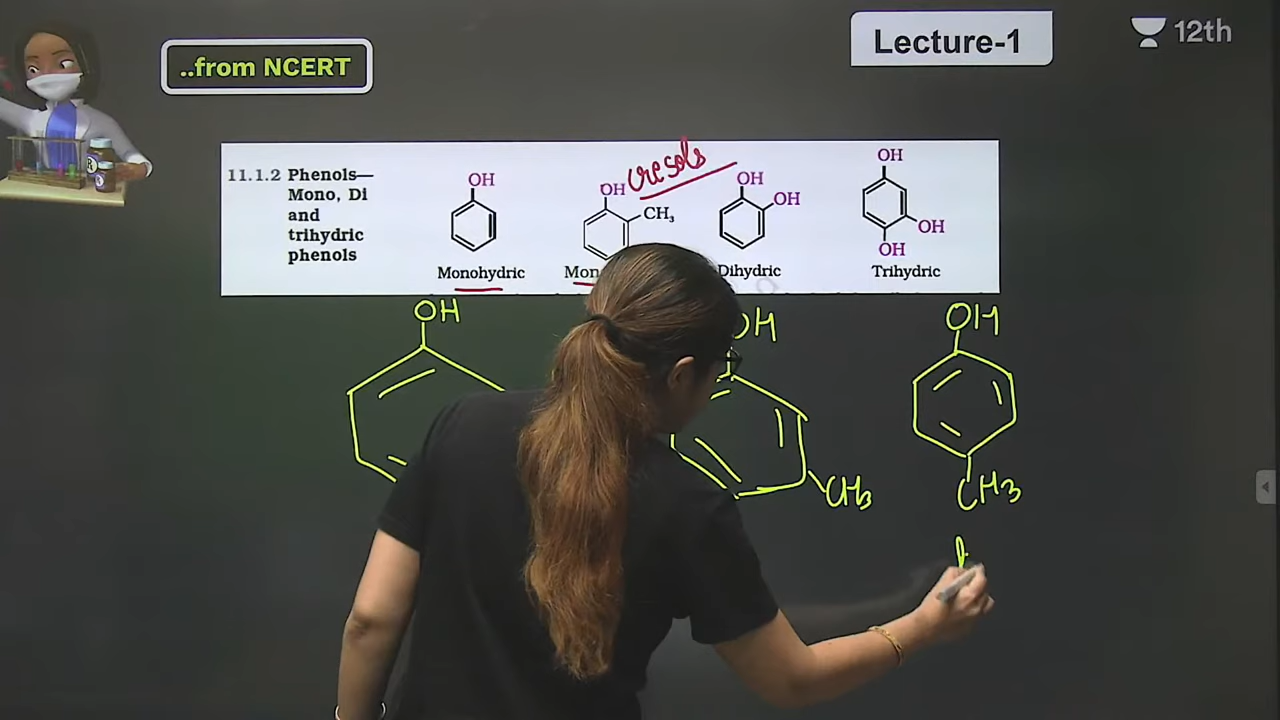 Lecture-1
12th
..from NCERT
11.1.2 Phenols—
Mono, Di
and
trihydric
phenols
OH
OH
CH₃
cresols
OH
OH
OH
OH
OH
Monohydric
Mon
Dihydric
Trihydric
OH
OH
CH3
OH
CH3